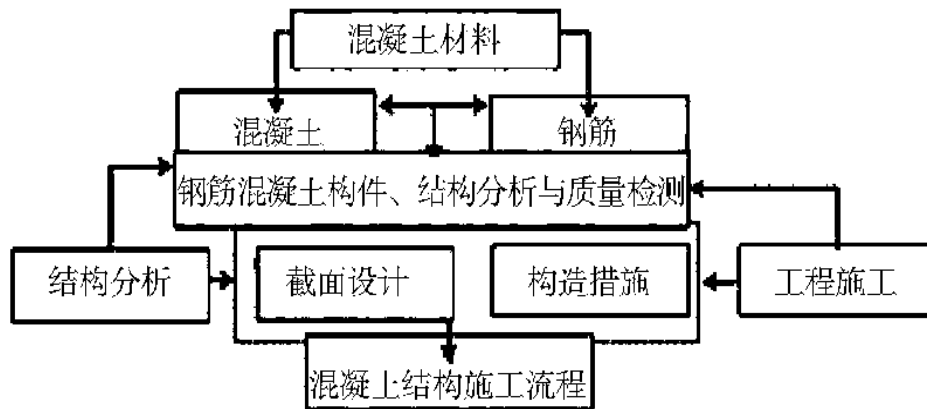 混凝土材料
混凝土
钢筋
钢筋混凝土构件、结构分析与质量检测
结构分析
截面设计
构造措施
工程施工
混凝上结构施工流程